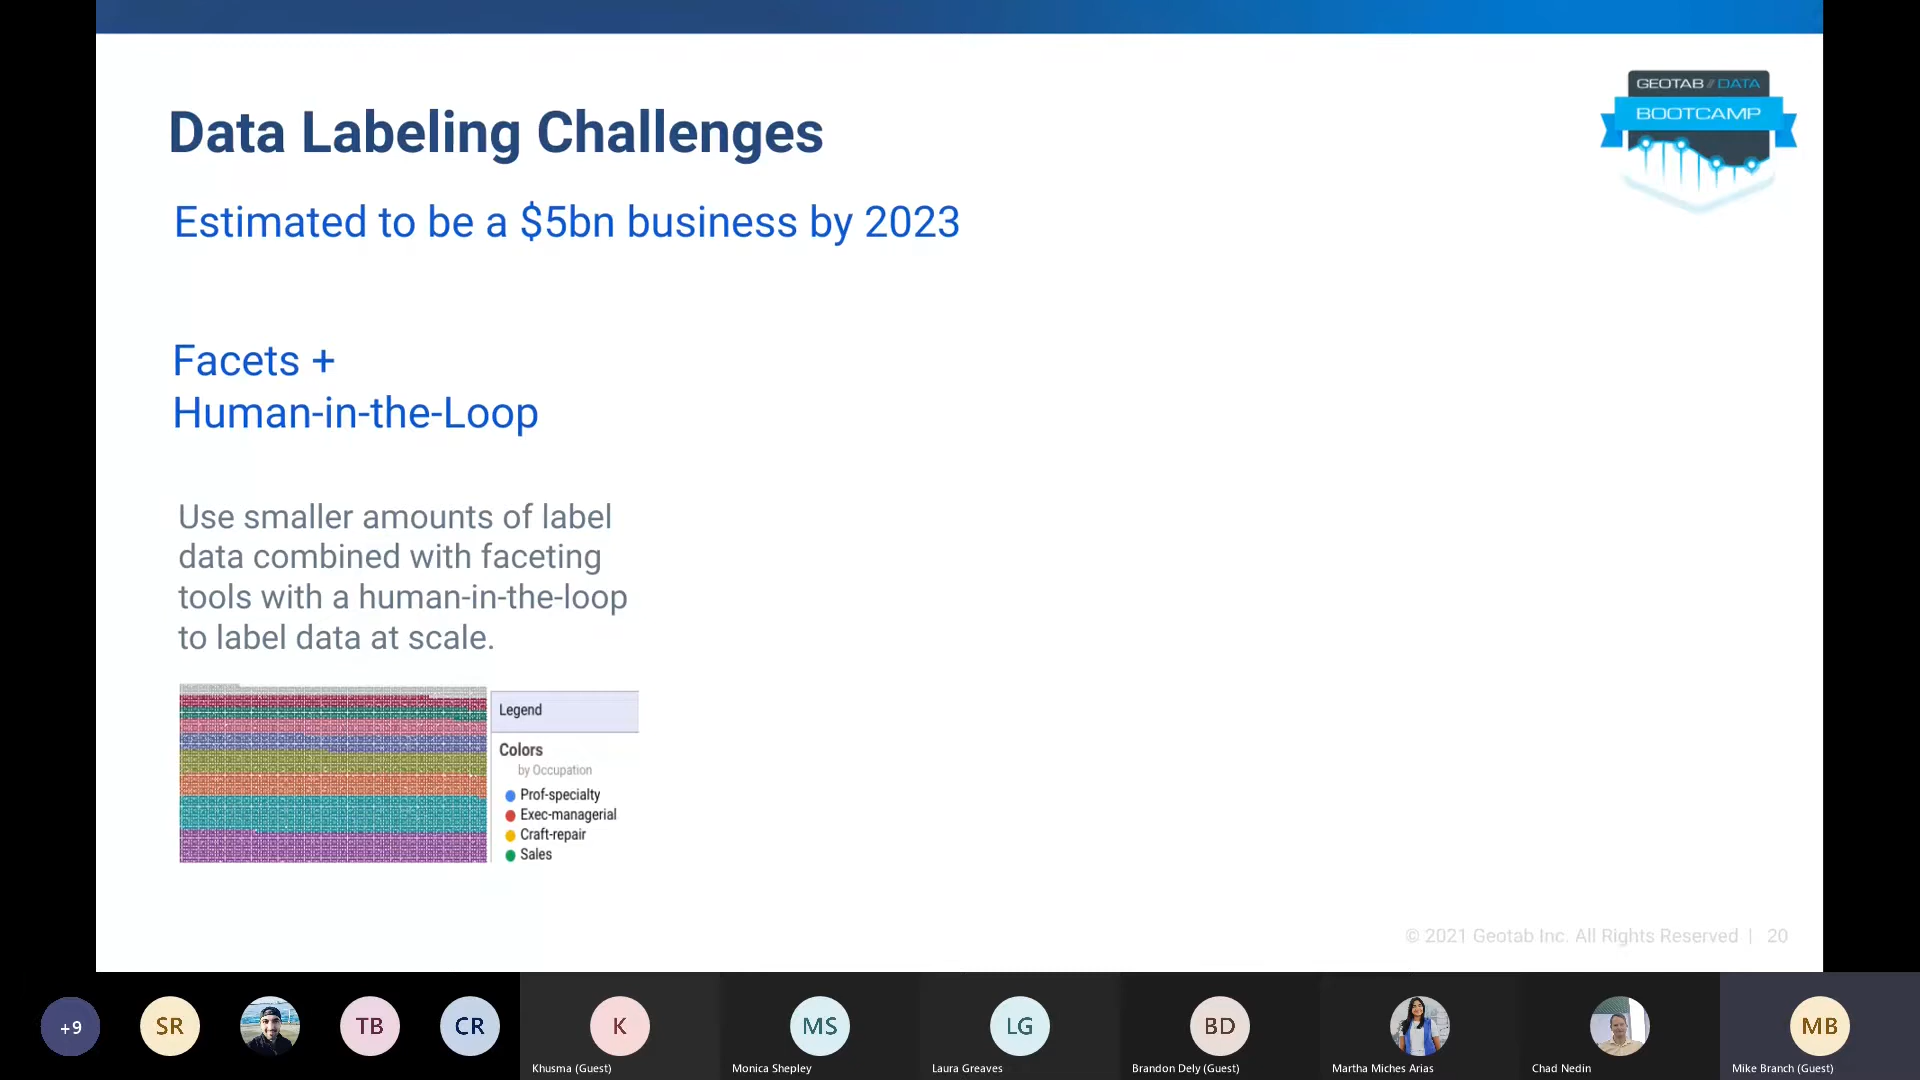 GEOTAB // DATA
BOOTCAMP
Data Labeling Challenges
Estimated to be a $5bn business by 2023
Facets +
Human-in-the-Loop
Use smaller amounts of label
data combined with faceting
tools with a human-in-the-loop
to label data at scale.
Legend
Colors
by Occupation
Prof-specialty
Exec-managerial
Craft-repair
Sales
© 2021 Geotab Inc. All Rights Reserved | 20
+9
SR
TB
CR
K
MS
LG
BD
MB
Khusma (Guest)
Monica Shepley
Laura Greaves
Brandon Dely (Guest)
Martha Miches Arias
Chad Nedin
Mike Branch (Guest)